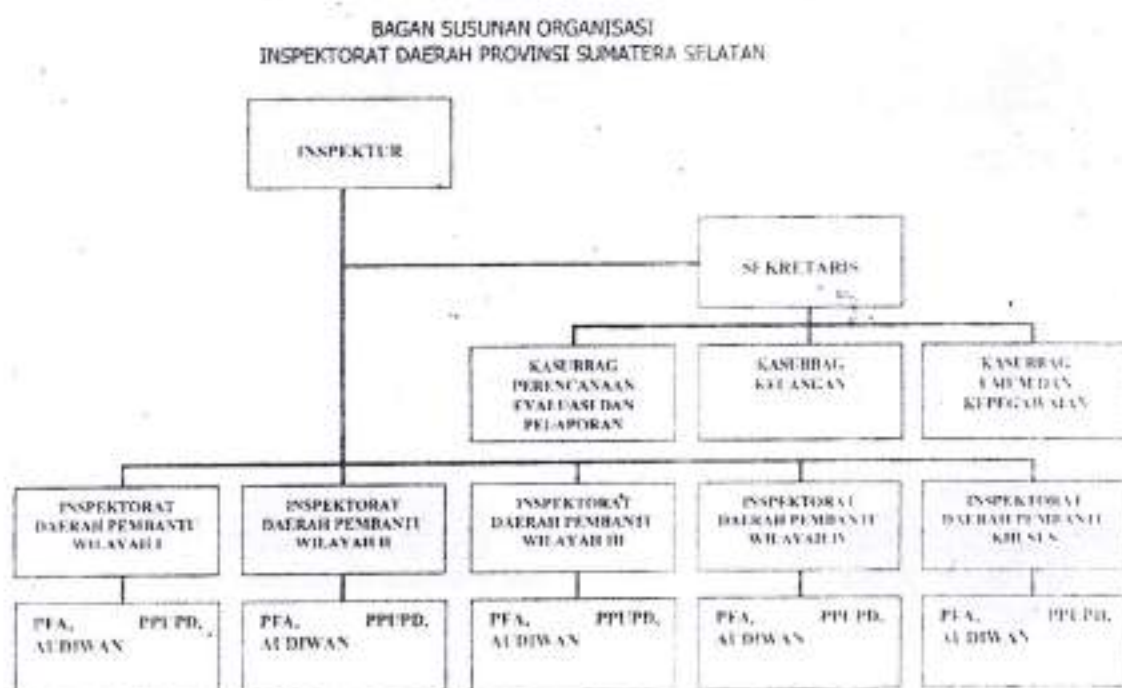 BAGAN SUSUNAN ORGANISASI
INSPEKTORAT DAERAH PROVINSI SUMATERA SELATAN
INSPEKTUR
SEKRETARIS
KASUBBAG
PERENCANAAN
EVALUASI DAN
PELAPORAN
KASUBBAG
KEUANGAN
KASUBBAG
UMUM DAN
KEPEGAWAIAN
INSPEKTORAT
DAERAH PEMBANTU
WILAYAH I
INSPEKTORAT
DAERAH PEMBANTU
WILAYAH II
INSPEKTORAT
DAERAH PEMBANTU
WILAYAH III
INSPEKTORAT
DAERAH PEMBANTU
WILAYAH IV
INSPEKTORAT
DAERAH PEMBANTU
KHUSUS
PFA, PPUPD,
AUDIWAN
PFA, PPUPD,
AUDIWAN
PFA, PPUPD,
AUDIWAN
PFA, PPUPD,
AUDIWAN
PFA, PPUPD,
AUDIWAN